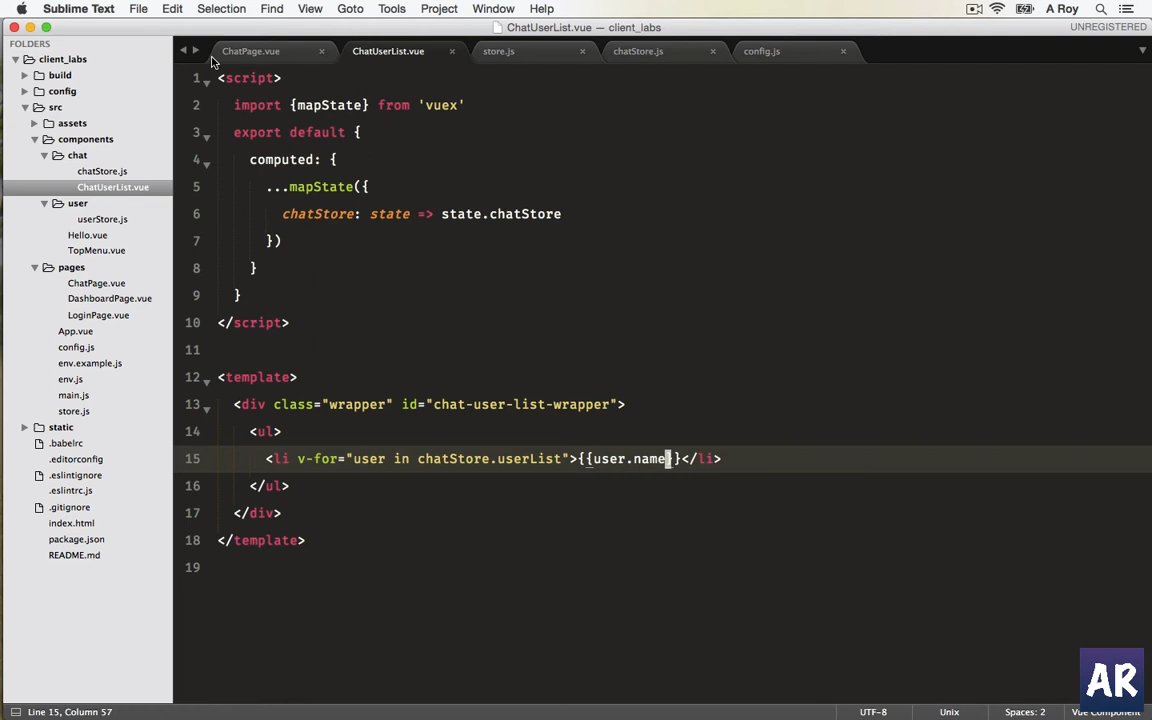 Sublime Text File Edit Selection Find View Goto Tools Project Window Help A Roy
ChatUserList.vue — client_labs UNREGISTERED
FOLDERS
client_labs
build
config
src
assets
components
chat
chatStore.js
ChatUserList.vue
user
userStore.js
Hello.vue
TopMenu.vue
pages
ChatPage.vue
DashboardPage.vue
LoginPage.vue
App.vue
config.js
env.example.js
env.js
main.js
store.js
static
.babelrc
.editorconfig
.eslintignore
.eslintrc.js
.gitignore
index.html
package.json
README.md
ChatPage.vue ChatUserList.vue store.js chatStore.js config.js
1 <script>
2 import {mapState} from 'vuex'
3 export default {
4 computed: {
5 ...mapState({
6 chatStore: state => state.chatStore
7 })
8 }
9 }
10 </script>
11
12 <template>
13 <div class="wrapper" id="chat-user-list-wrapper">
14 <ul>
15 <li v-for="user in chatStore.userList">{{user.name}}</li>
16 </ul>
17 </div>
18 </template>
19
AR
Line 15, Column 57 UTF-8 Unix Spaces: 2 Vue Component